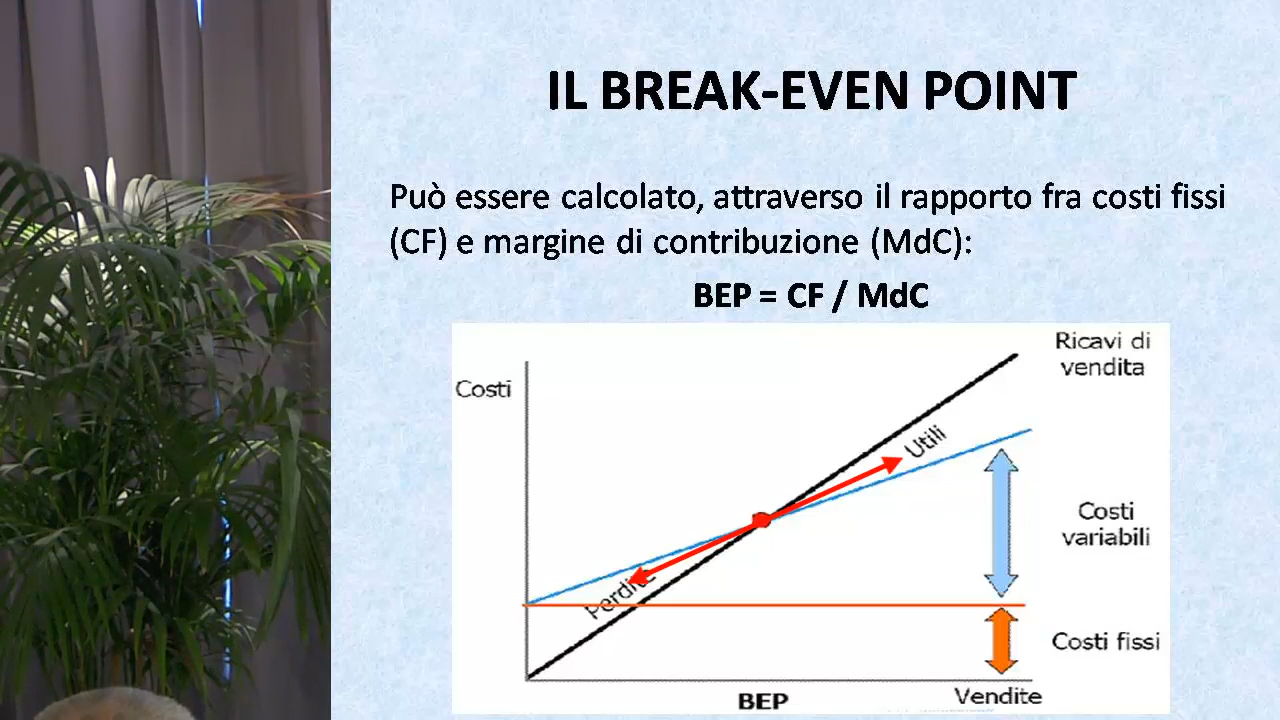 IL BREAK-EVEN POINT
Può essere calcolato, attraverso il rapporto fra costi fissi
(CF) e margine di contribuzione (MdC):
BEP = CF / MdC
Ricavi di
vendita
Costi
Utili
Costi
variabili
Perdite
Costi fissi
Vendite
BEP